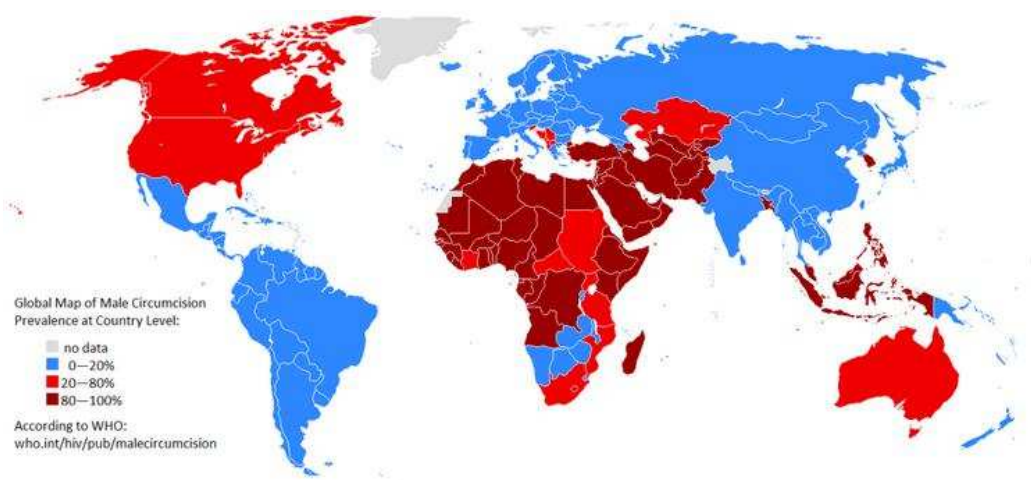 Global Map of Male Circumcision
Prevalence at Country Level:
no data
0—20%
20—80%
80—100%
According to WHO:
who.int/hiv/pub/malecircumcision